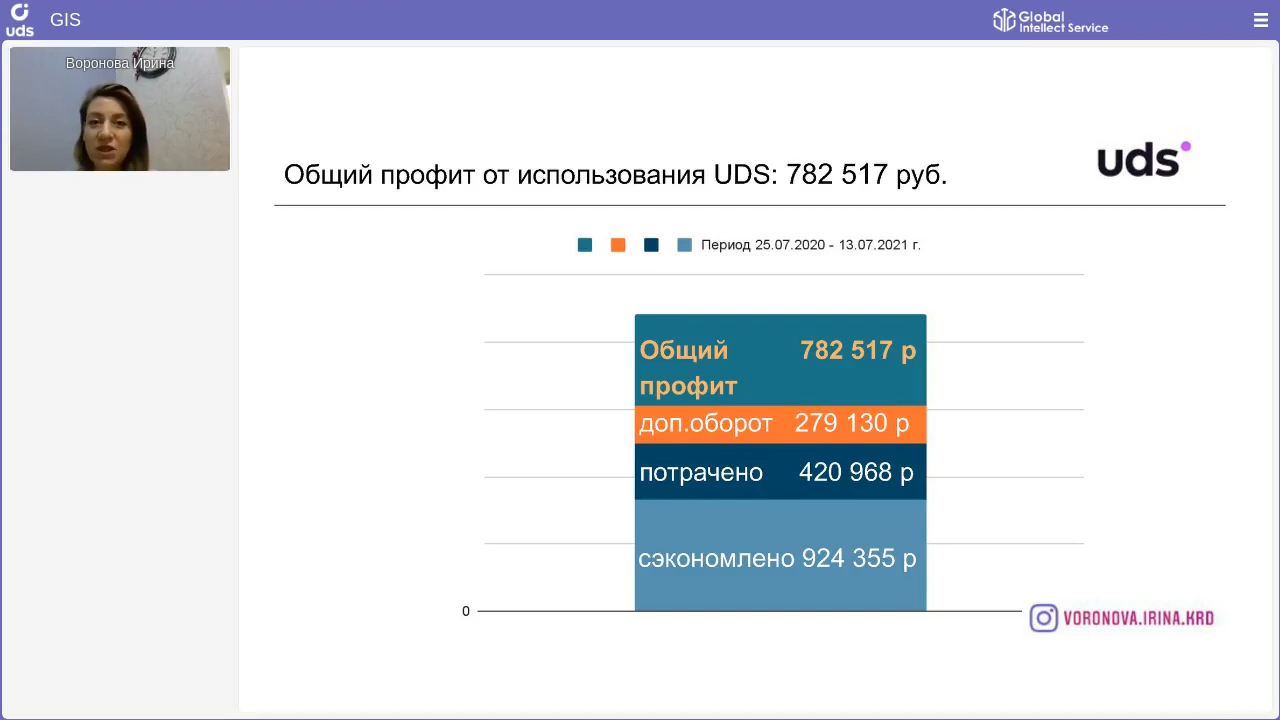 uds
GIS
Global
Intellect Service
Воронова Ирина
uds
Общий профит от использования UDS: 782 517 руб.
Период 25.07.2020 - 13.07.2021 г.
Общий 782 517 р
профит
доп.оборот 279 130 р
потрачено 420 968 р
сэкономлено 924 355 р
0
VORONOVA.IRINA.KRD